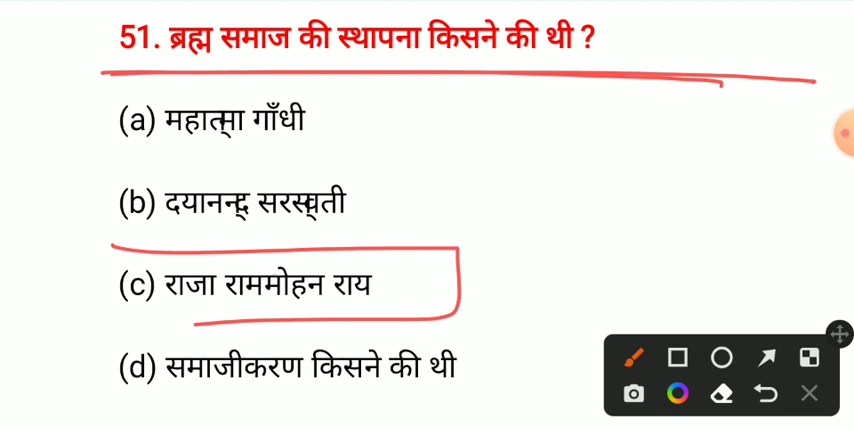 51. ब्रह्म समाज की स्थापना किसने की थी ?
(a) महात्मा गाँधी
(b) दयानन्द सरस्वती
(c) राजा राममोहन राय
(d) समाजीकरण किसने की थी